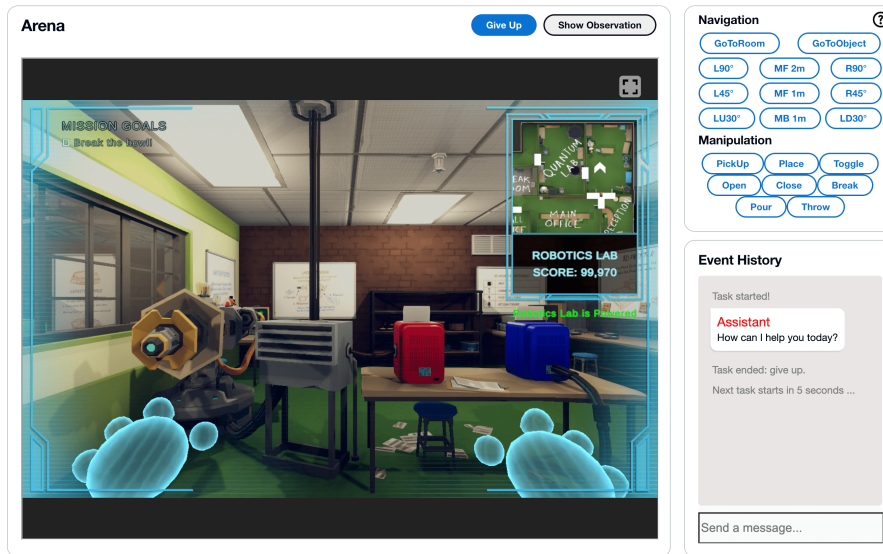 Arena
Give Up
Show Observation
MISSION GOALS
Break the bowl!
QUANTUM
LAB
MAIN
OFFICE
RECEPTION
ROBOTICS LAB
SCORE: 99,970
Robotics Lab is Powered
Navigation
?
GoToRoom
GoToObject
L90°
MF 2m
R90°
L45°
MF 1m
R45°
LU30°
MB 1m
LD30°
Manipulation
PickUp
Place
Toggle
Open
Close
Break
Pour
Throw
Event History
Task started!
Assistant
How can I help you today?
Task ended: give up.
Next task starts in 5 seconds ...
Send a message...